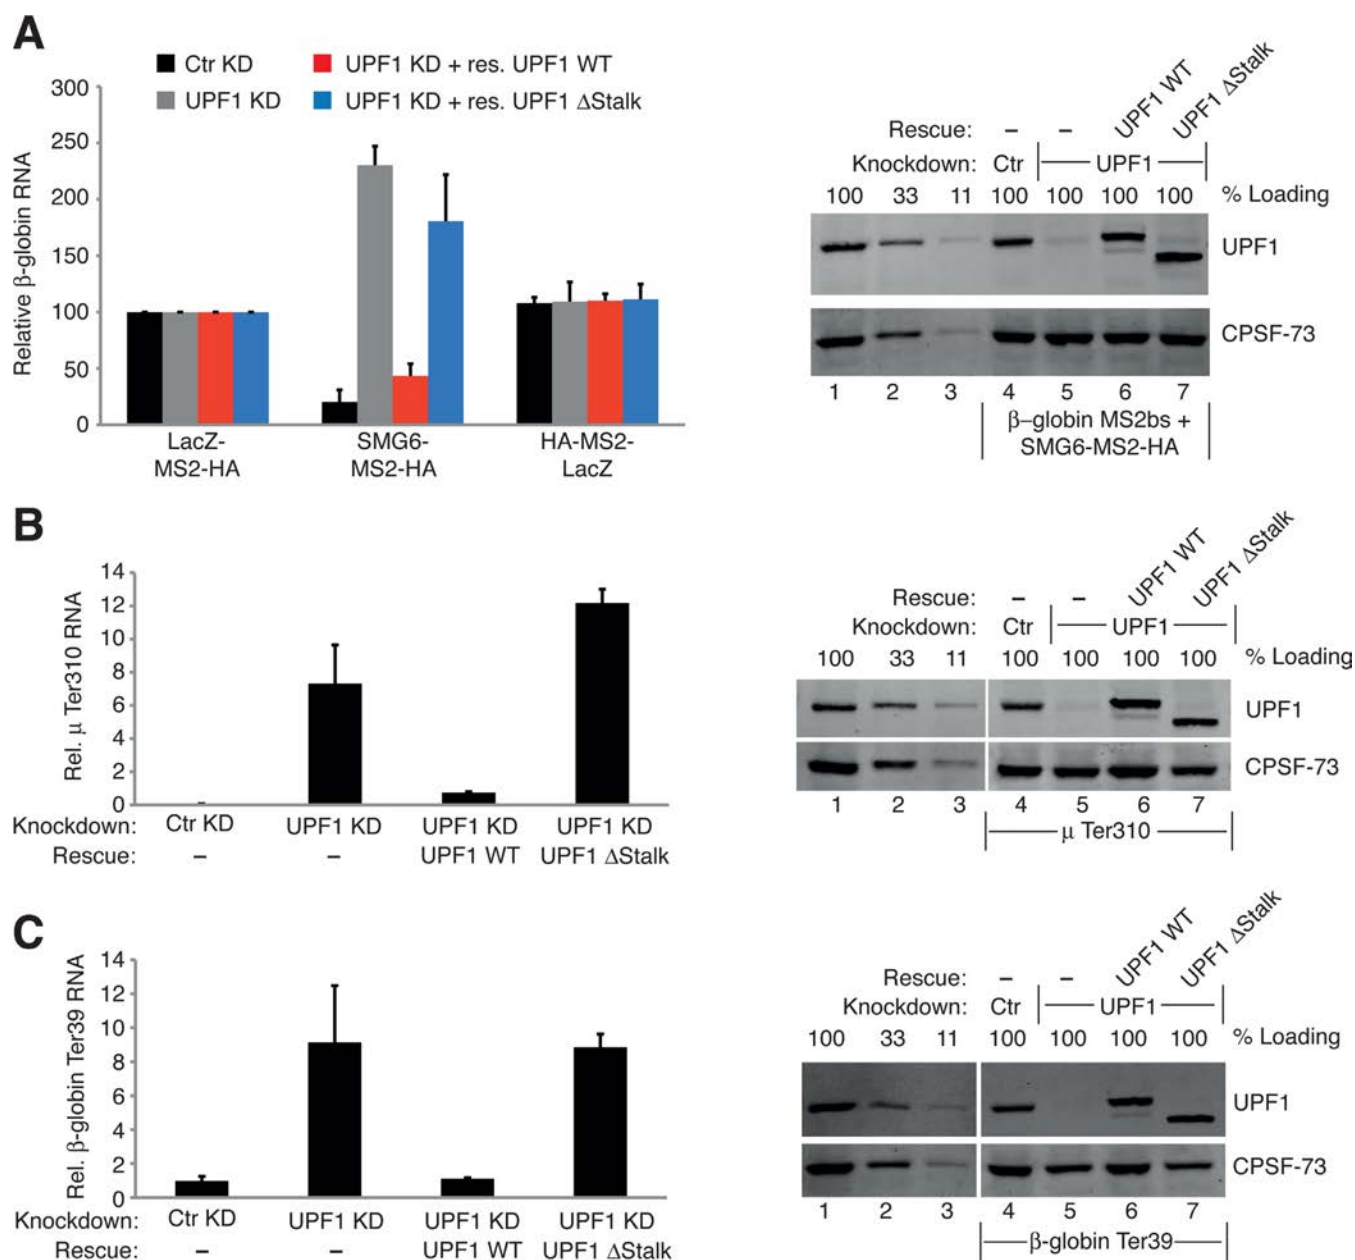 A
Ctr KD
UPF1 KD + res. UPF1 WT
UPF1 KD
UPF1 KD + res. UPF1 ΔStalk
Relative β-globin RNA
300
250
200
150
100
50
0
LacZ-
MS2-HA
SMG6-
MS2-HA
HA-MS2-
LacZ
UPF1 WT
UPF1 ΔStalk
Rescue: – –
Knockdown: Ctr UPF1
100 33 11 100 100 100 100 % Loading
UPF1
CPSF-73
1 2 3 4 5 6 7
β–globin MS2bs +
SMG6-MS2-HA
B
Rel. μ Ter310 RNA
14
12
10
8
6
4
2
0
Knockdown: Ctr KD UPF1 KD UPF1 KD UPF1 KD
Rescue: – – UPF1 WT UPF1 ΔStalk
UPF1 WT
UPF1 ΔStalk
Rescue: – –
Knockdown: Ctr UPF1
100 33 11 100 100 100 100 % Loading
UPF1
CPSF-73
1 2 3 4 5 6 7
μ Ter310
C
Rel. β-globin Ter39 RNA
14
12
10
8
6
4
2
0
Knockdown: Ctr KD UPF1 KD UPF1 KD UPF1 KD
Rescue: – – UPF1 WT UPF1 ΔStalk
UPF1 WT
UPF1 ΔStalk
Rescue: – –
Knockdown: Ctr UPF1
100 33 11 100 100 100 100 % Loading
UPF1
CPSF-73
1 2 3 4 5 6 7
β-globin Ter39